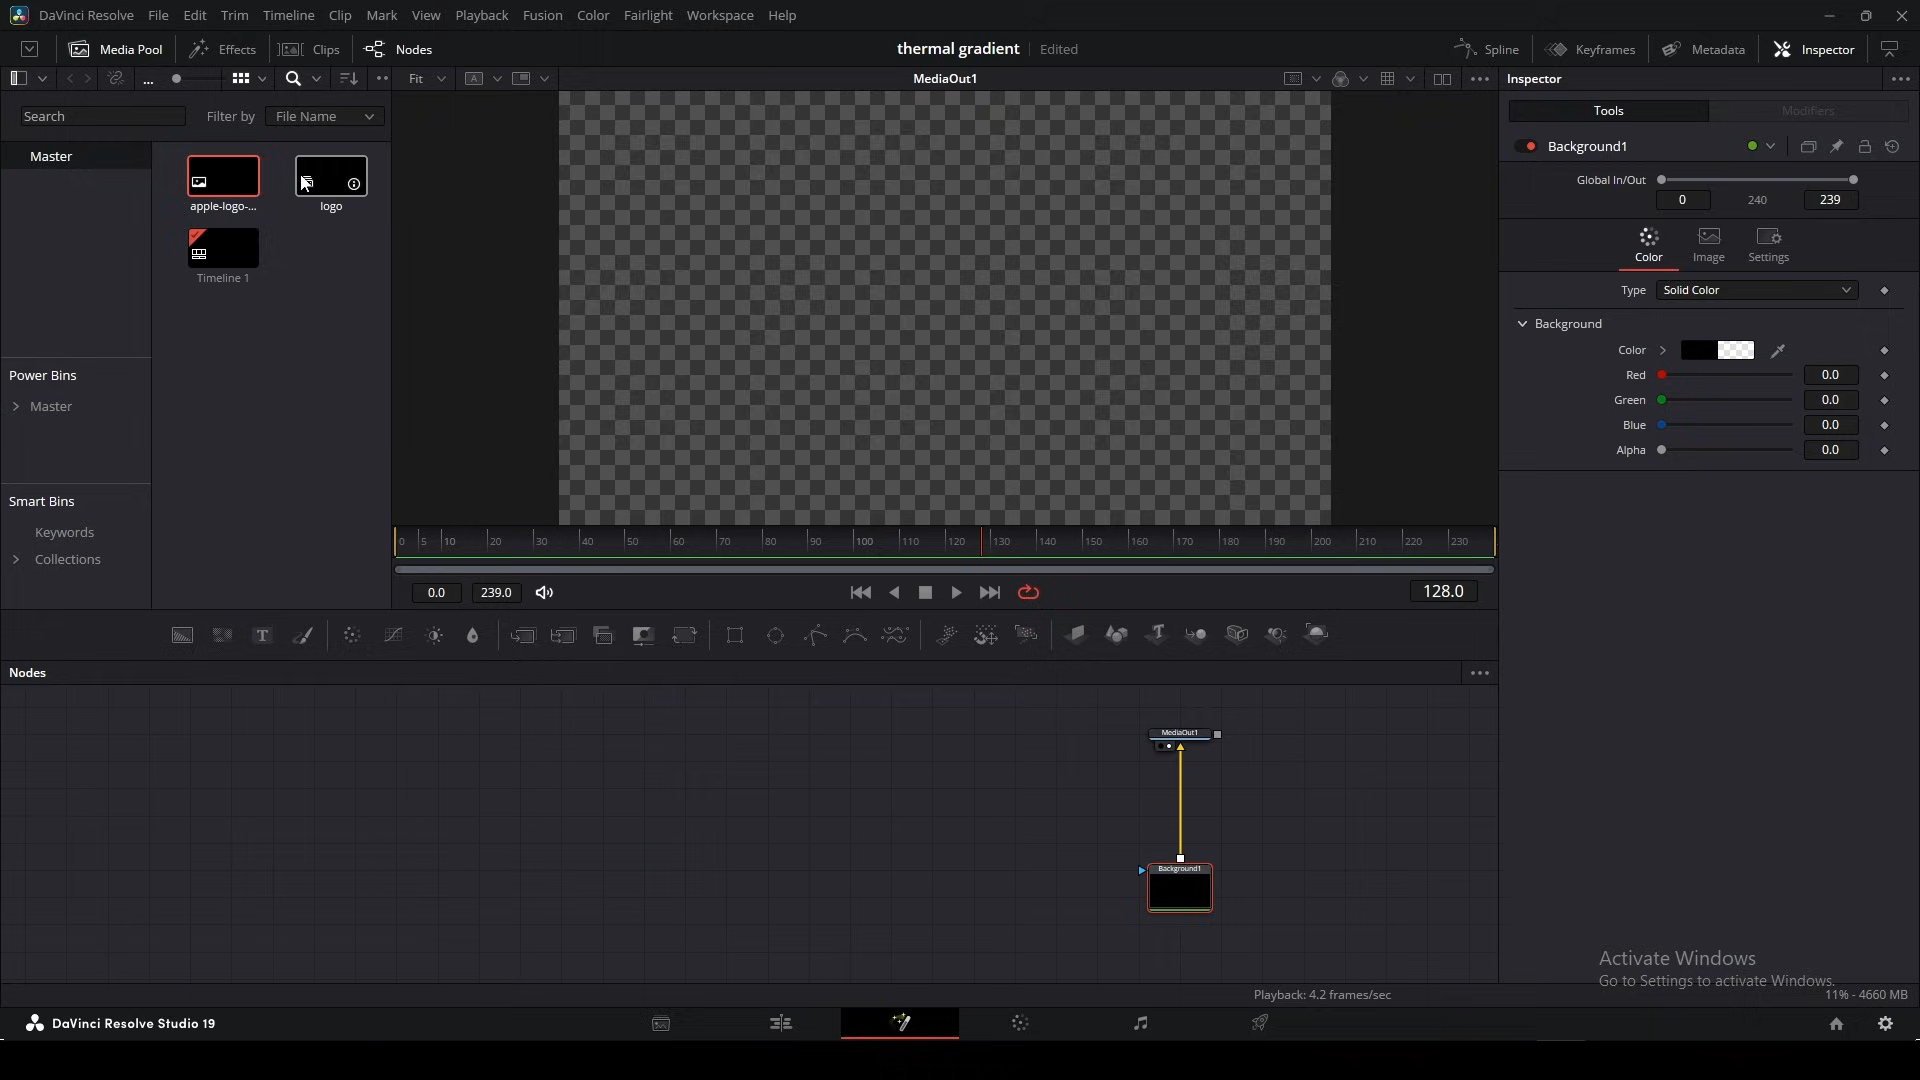 DaVinci Resolve File Edit Trim Timeline Clip Mark View Playback Fusion Color Fairlight Workspace Help
Media Pool Effects Clips Nodes thermal gradient Edited Spline Keyframes Metadata Inspector
... Fit A MediaOut1 Inspector
Search Filter by File Name
Tools Modifiers
Master
Background1
apple-logo-...
logo
Timeline 1
Global In/Out
0 240 239
Color Image Settings
Type Solid Color
Background
Color
Red 0.0
Green 0.0
Blue 0.0
Alpha 0.0
Power Bins
Master
Smart Bins
Keywords
Collections
0 5 10 20 30 40 50 60 70 80 90 100 110 120 130 140 150 160 170 180 190 200 210 220 230
0.0 239.0 128.0
T T
Nodes
MediaOut1
Background1
Activate Windows
Go to Settings to activate Windows.
Playback: 4.2 frames/sec
11% - 4660 MB
DaVinci Resolve Studio 19